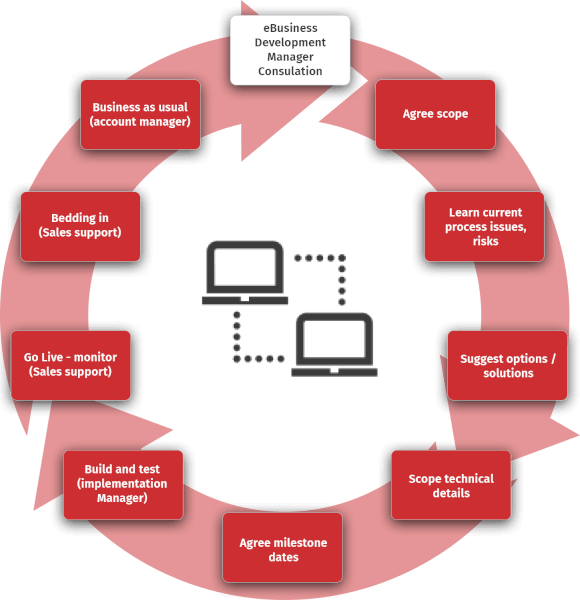 eBusiness
Development
Manager
Consulation
Agree scope
Learn current
process issues,
risks
Suggest options /
solutions
Scope technical
details
Agree milestone
dates
Build and test
(implementation
Manager)
Go Live - monitor
(Sales support)
Bedding in
(Sales support)
Business as usual
(account manager)